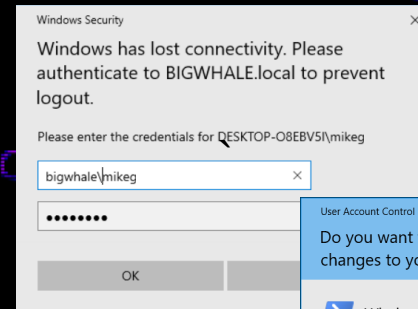 Windows Security
Windows has lost connectivity. Please
authenticate to BIGWHALE.local to prevent
logout.
Please enter the credentials for DESKTOP-O8EBV5I\mikeg
bigwhale\mikeg
OK
User Account Control
Do you want
changes to